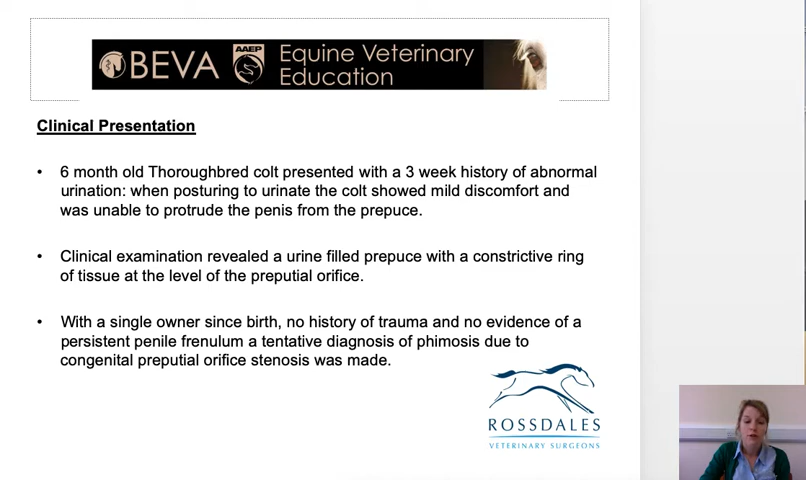 BEVA AAEP Equine Veterinary
Education
Clinical Presentation
• 6 month old Thoroughbred colt presented with a 3 week history of abnormal
urination: when posturing to urinate the colt showed mild discomfort and
was unable to protrude the penis from the prepuce.
• Clinical examination revealed a urine filled prepuce with a constrictive ring
of tissue at the level of the preputial orifice.
• With a single owner since birth, no history of trauma and no evidence of a
persistent penile frenulum a tentative diagnosis of phimosis due to
congenital preputial orifice stenosis was made.
ROSSDALES
VETERINARY SURGEONS